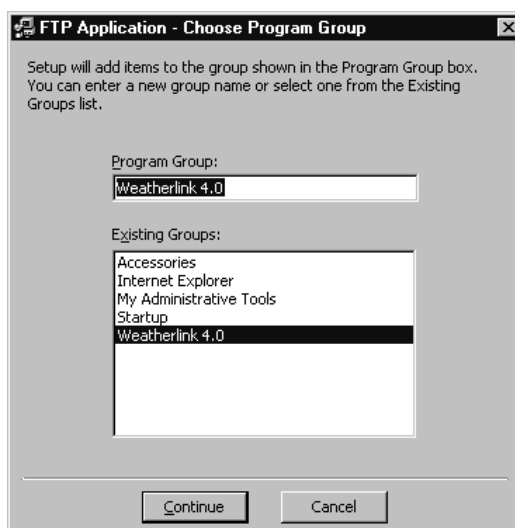 FTP Application - Choose Program Group
Setup will add items to the group shown in the Program Group box.
You can enter a new group name or select one from the Existing
Groups list.
Program Group:
Weatherlink 4.0
Existing Groups:
Accessories
Internet Explorer
My Administrative Tools
Startup
Weatherlink 4.0
Continue
Cancel